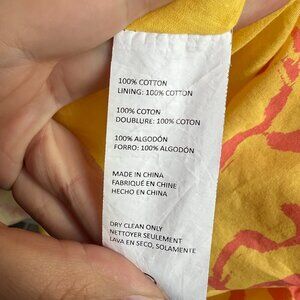 100% COTTON
LINING: 100% COTTON
100% COTON
DOUBLURE: 100% COTON
100% ALGODÓN
FORRO: 100% ALGODÓN
MADE IN CHINA
FABRIQUÉ EN CHINE
HECHO EN CHINA
DRY CLEAN ONLY
NETTOYER SEULEMENT
LAVA EN SECO, SOLAMENTE